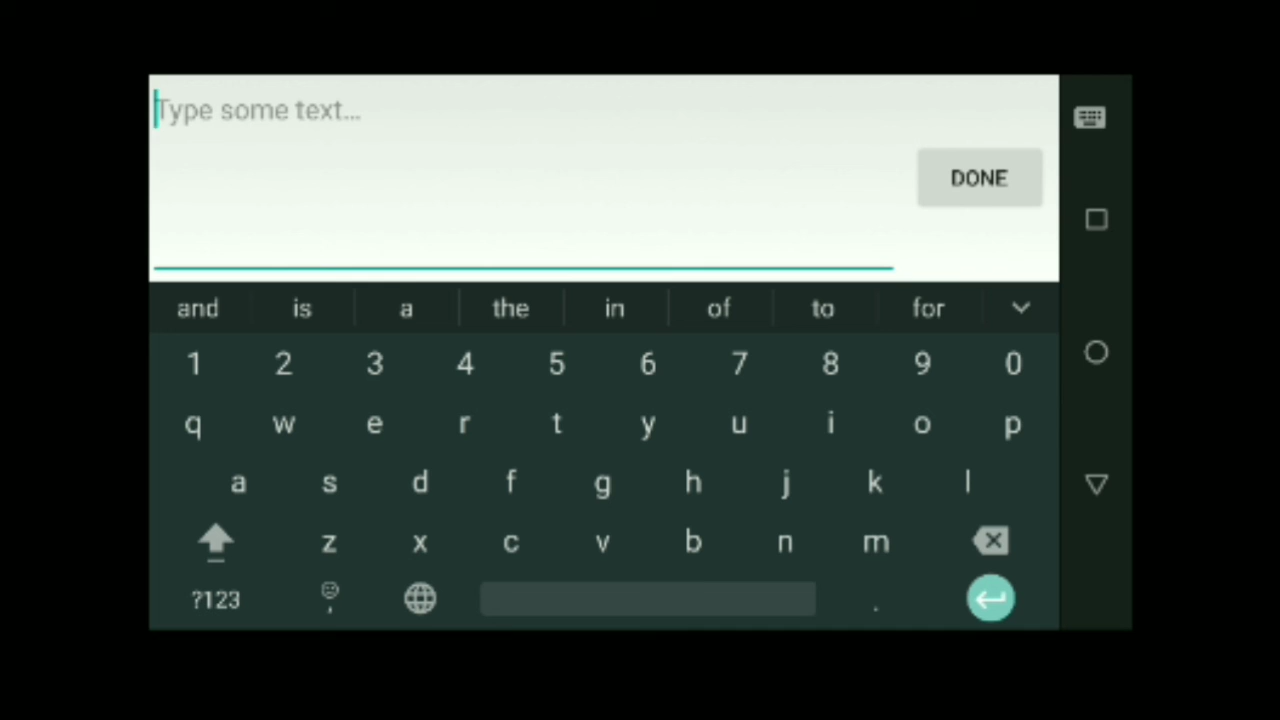 Type some text...
DONE
and is a the in of to for
1 2 3 4 5 6 7 8 9 0
q w e r t y u i o p
a s d f g h j k l
z x c v b n m
?123 , .